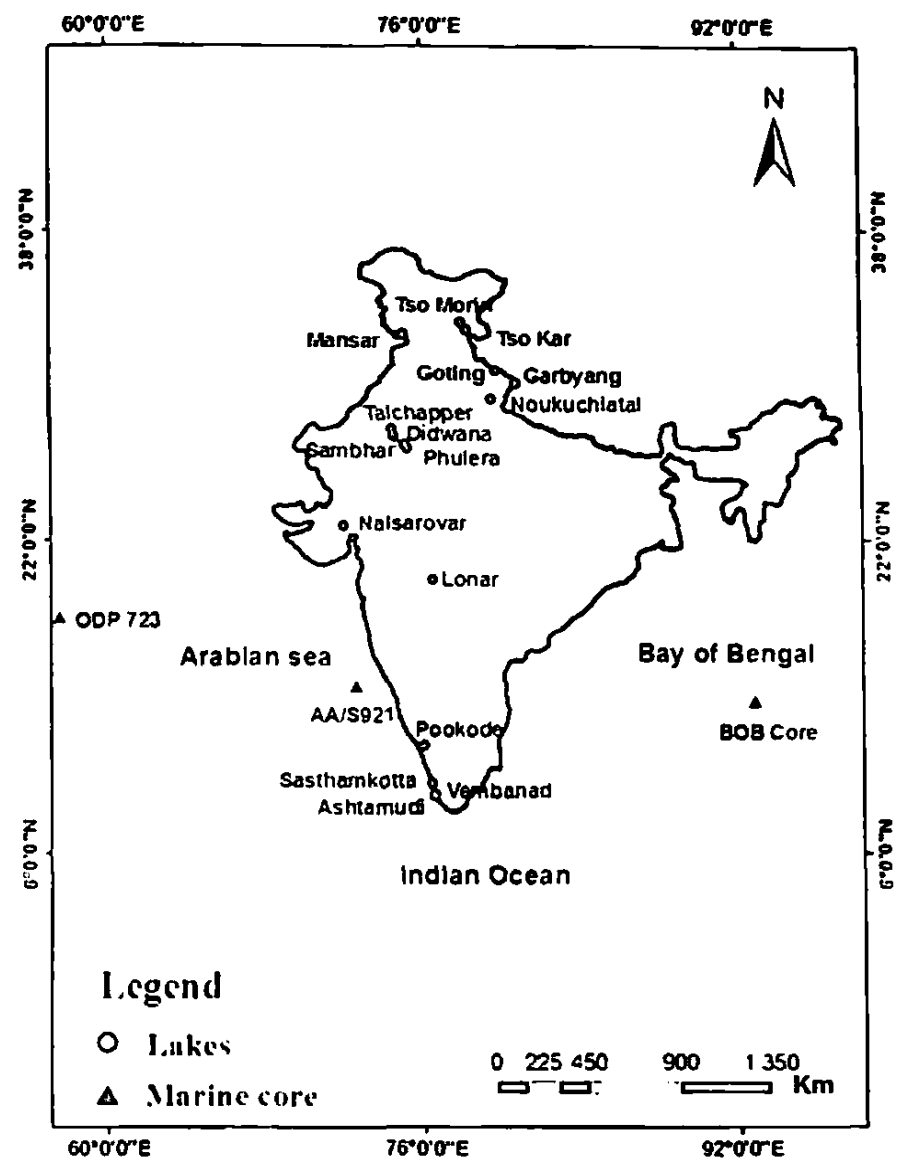 60°0'0"E 76°0'0"E 92°0'0"E
N
38°0'0"N 38°0'0"N
Tso Morir
Mansar Tso Kar
Goting Garbyang
Noukuchiatal
Talchapper
Didwana
Sambhar Phulera
22°0'0"N 22°0'0"N
Nalsarovar
Lonar
ODP 723
Arabian sea Bay of Bengal
AA/S921
Pookode BOB Core
Sasthamkotta Vembanad
Ashtamudi
6°0'0"N 6°0'0"N
Indian Ocean
Legend
Lakes
Marine core
0 225 450 900 1 350
Km
60°0'0"E 76°0'0"E 92°0'0"E